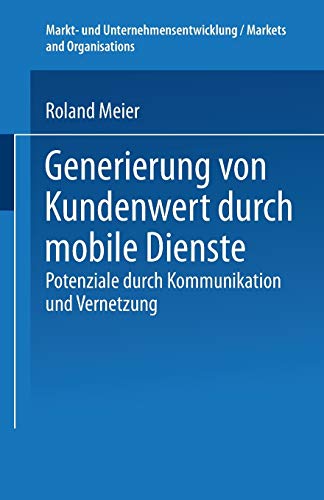 Markt- und Unternehmensentwicklung / Markets
and Organisations
Roland Meier
Generierung von
Kundenwert durch
mobile Dienste
Potenziale durch Kommunikation
und Vernetzung